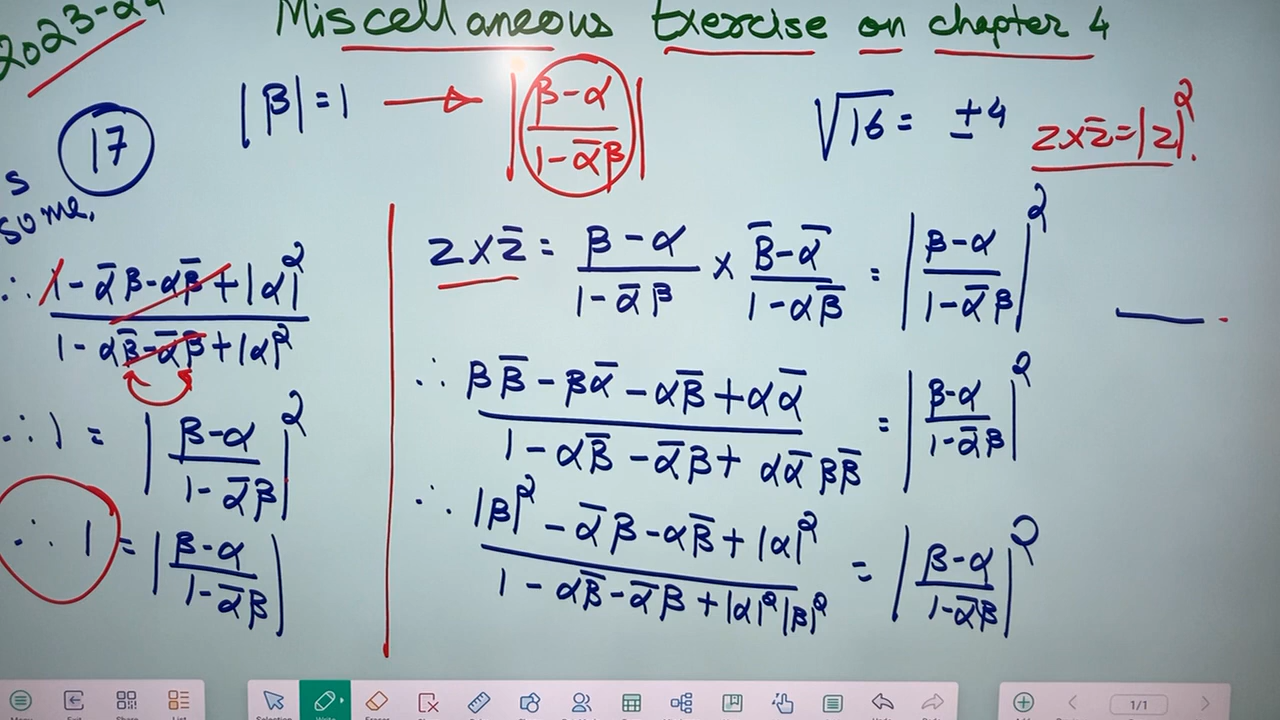 2023-24
Miscellaneous Exercise on chapter 4
17
|β| = 1 → |(β-α)/(1-ᾱβ)|
√16 = ±4
z×z̄ = |z|².
s
some,
z×z̄ = (β-α)/(1-ᾱβ) × (β̄-ᾱ)/(1-αβ̄) = |(β-α)/(1-ᾱβ)|²
∴ (ββ̄ - βᾱ - αβ̄ + αᾱ)/(1 - αβ̄ - ᾱβ + αᾱββ̄) = |(β-α)/(1-ᾱβ)|²
∴ (|β|² - ᾱβ - αβ̄ + |α|²)/(1 - αβ̄ - ᾱβ + |α|²|β|²) = |(β-α)/(1-ᾱβ)|²
∴ (1 - ᾱβ - αβ̄ + |α|²)/(1 - αβ̄ - ᾱβ + |α|²)
∴ 1 = |(β-α)/(1-ᾱβ)|²
∴ 1 = |(β-α)/(1-ᾱβ)|
1/1